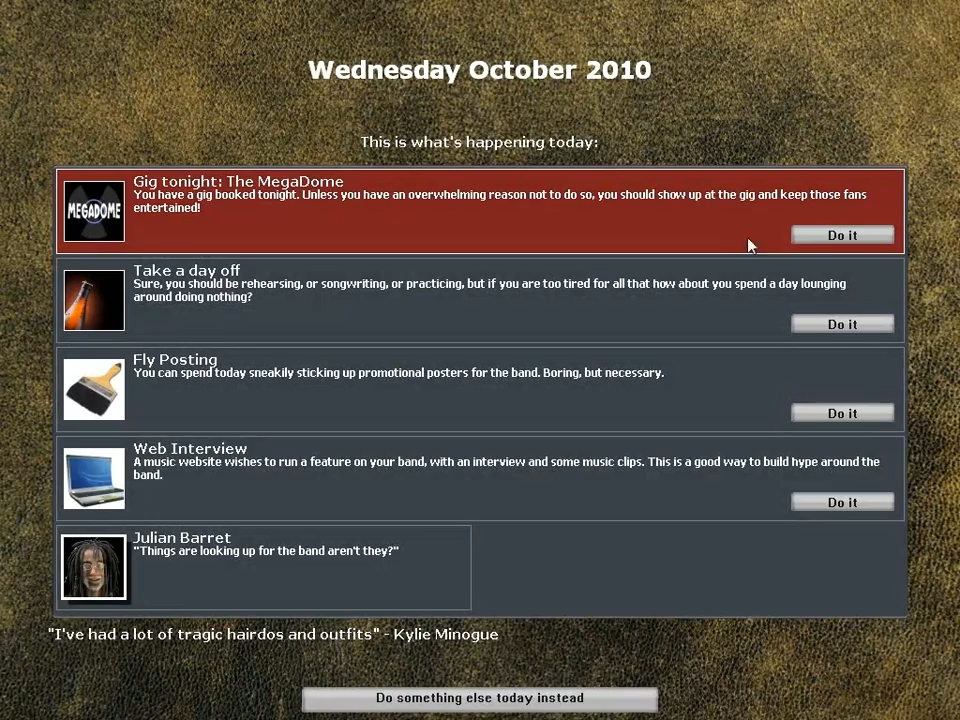 Wednesday October 2010
This is what's happening today:
Gig tonight: The MegaDome
MEGADOME
You have a gig booked tonight. Unless you have an overwhelming reason not to do so, you should show up at the gig and keep those fans
entertained!
Do it
Take a day off
Sure, you should be rehearsing, or songwriting, or practicing, but if you are too tired for all that how about you spend a day lounging
around doing nothing?
Do it
Fly Posting
You can spend today sneakily sticking up promotional posters for the band. Boring, but necessary.
Do it
Web Interview
A music website wishes to run a feature on your band, with an interview and some music clips. This is a good way to build hype around the
band.
Do it
Julian Barret
"Things are looking up for the band aren't they?"
"I've had a lot of tragic hairdos and outfits" - Kylie Minogue
Do something else today instead